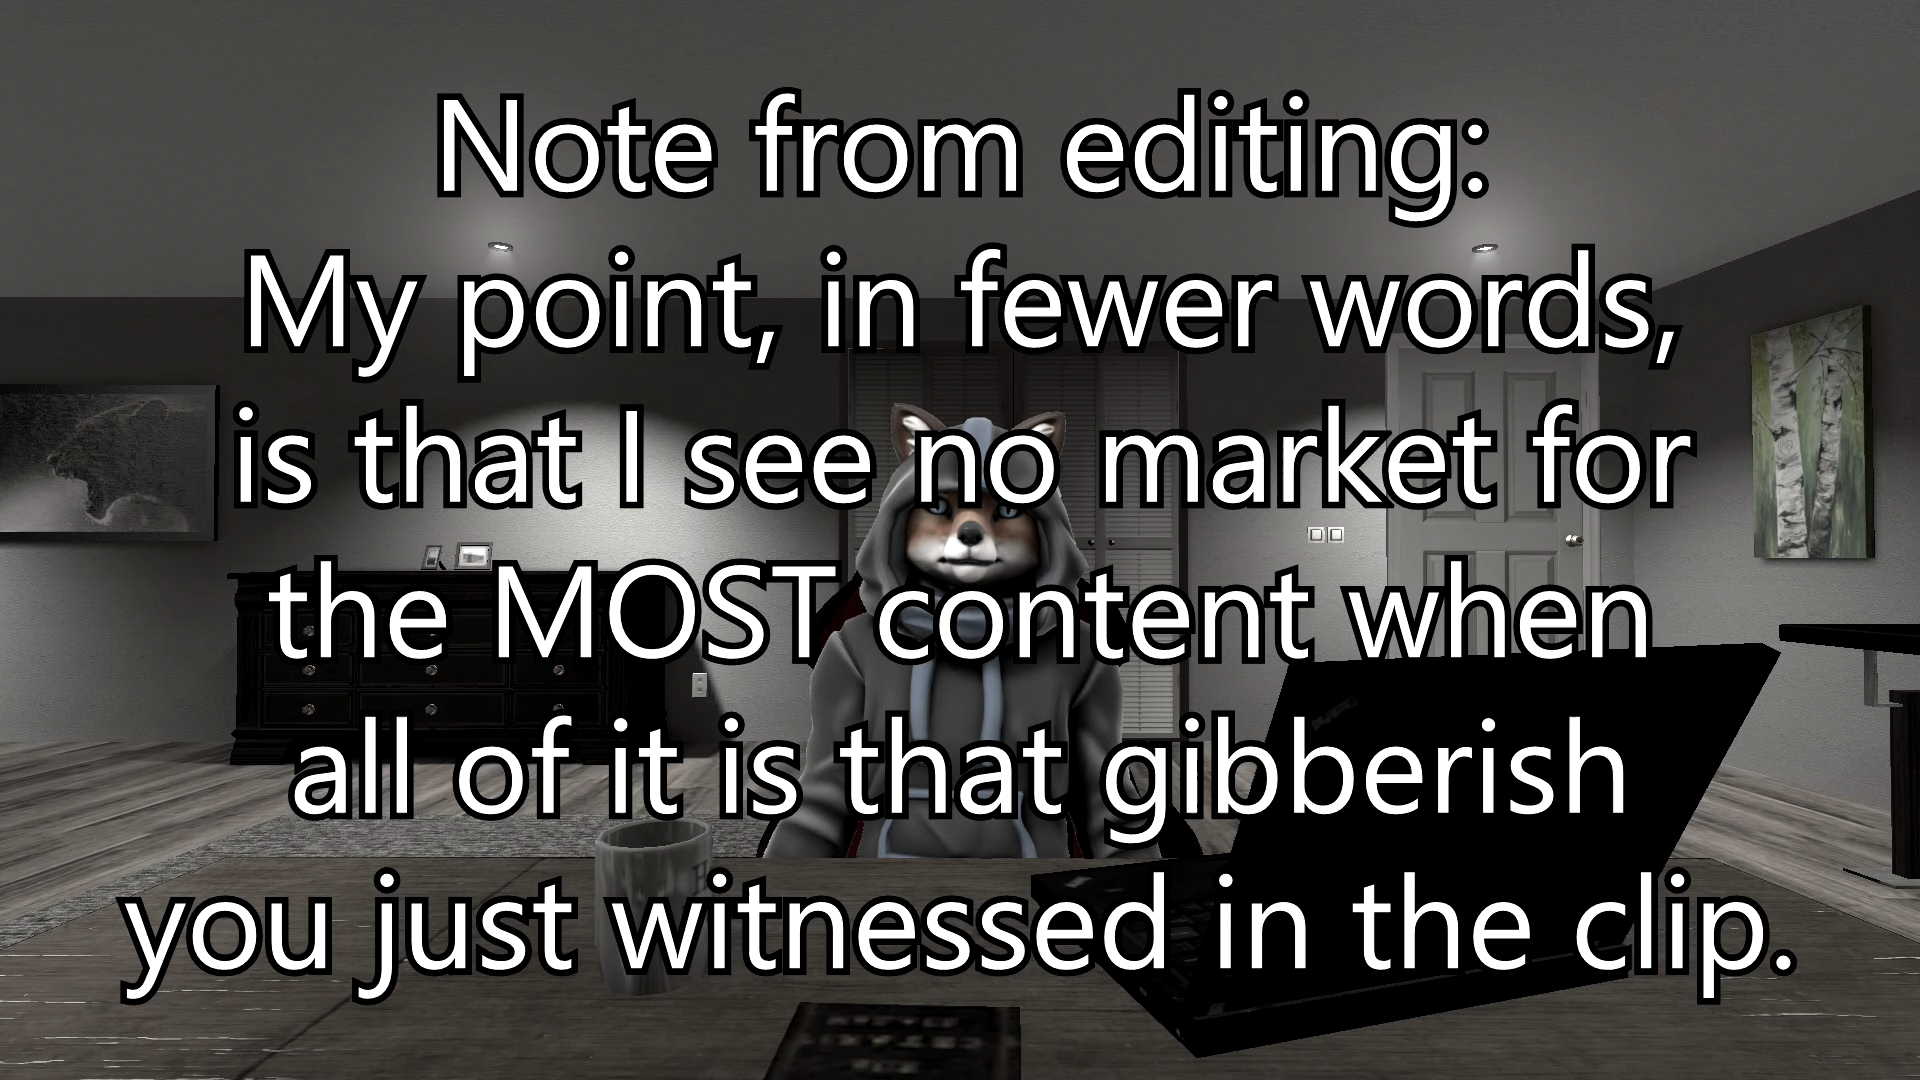 Note from editing:
My point, in fewer words,
is that I see no market for
the MOST content when
all of it is that gibberish
you just witnessed in the clip.